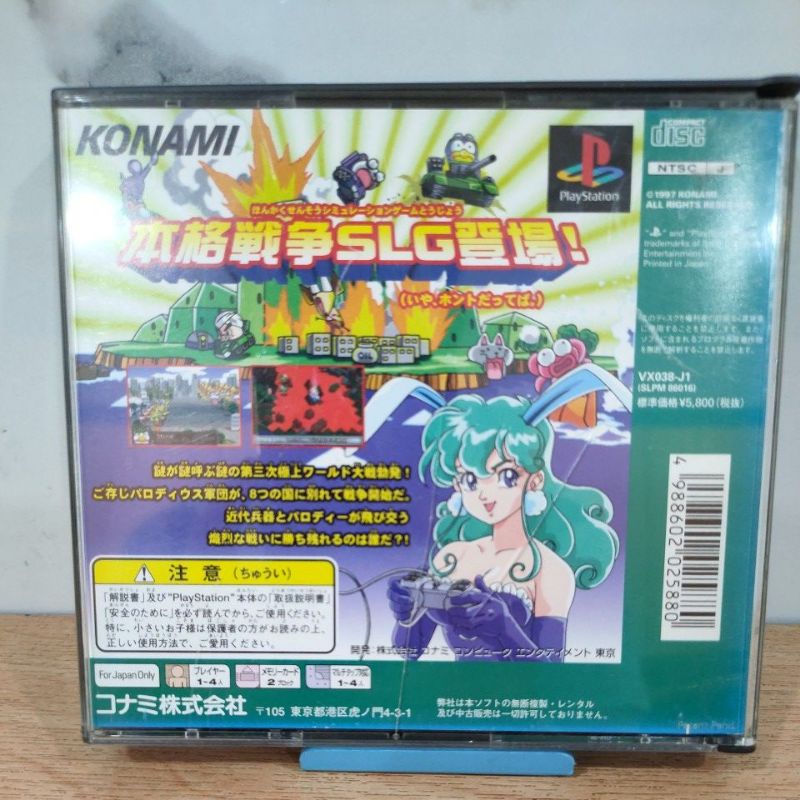 KONAMI
PlayStation
COMPACT
disc
NTSC J
©1997 KONAMI
ALL RIGHTS RESE
" " and "Play
trademarks of
Entertainment Inc
Printed in Japan
ほんかくせんそうシミュレーションゲームとうじょう
本格戦争SLG登場!
(いや、ホントだってば。)
OIL
VX038-J1
(SLPM 86016)
標準価格¥5,800(税抜)
謎が謎呼ぶ謎の第三次極上ワールド大戦勃発!
ご存じパロディウス軍団が、8つの国に別れて戦争開始だ。
近代兵器とパロディーが飛び交う
熾烈な戦いに勝ち残れるのは誰だ?!
4988602025880
注意(ちゅうい)
「解説書」及び"PlayStation"本体の「取扱説明書」
「安全のために」を必ず読んでから、ご使用ください。
特に、小さいお子様は保護者の方がお読みの上、
正しい使用方法で、ご愛用ください。
開発:株式会社 コナミ コンピュータ エンタテイメント 東京
For Japan Only
プレイヤー
1~4人
メモリーカード
2ブロック
マルチタップ対応
1~4人
コナミ株式会社
〒105 東京都港区虎ノ門4-3-1
弊社は本ソフトの無断複製・レンタル
及び中古販売は一切許可しておりません。
Patent Pend.